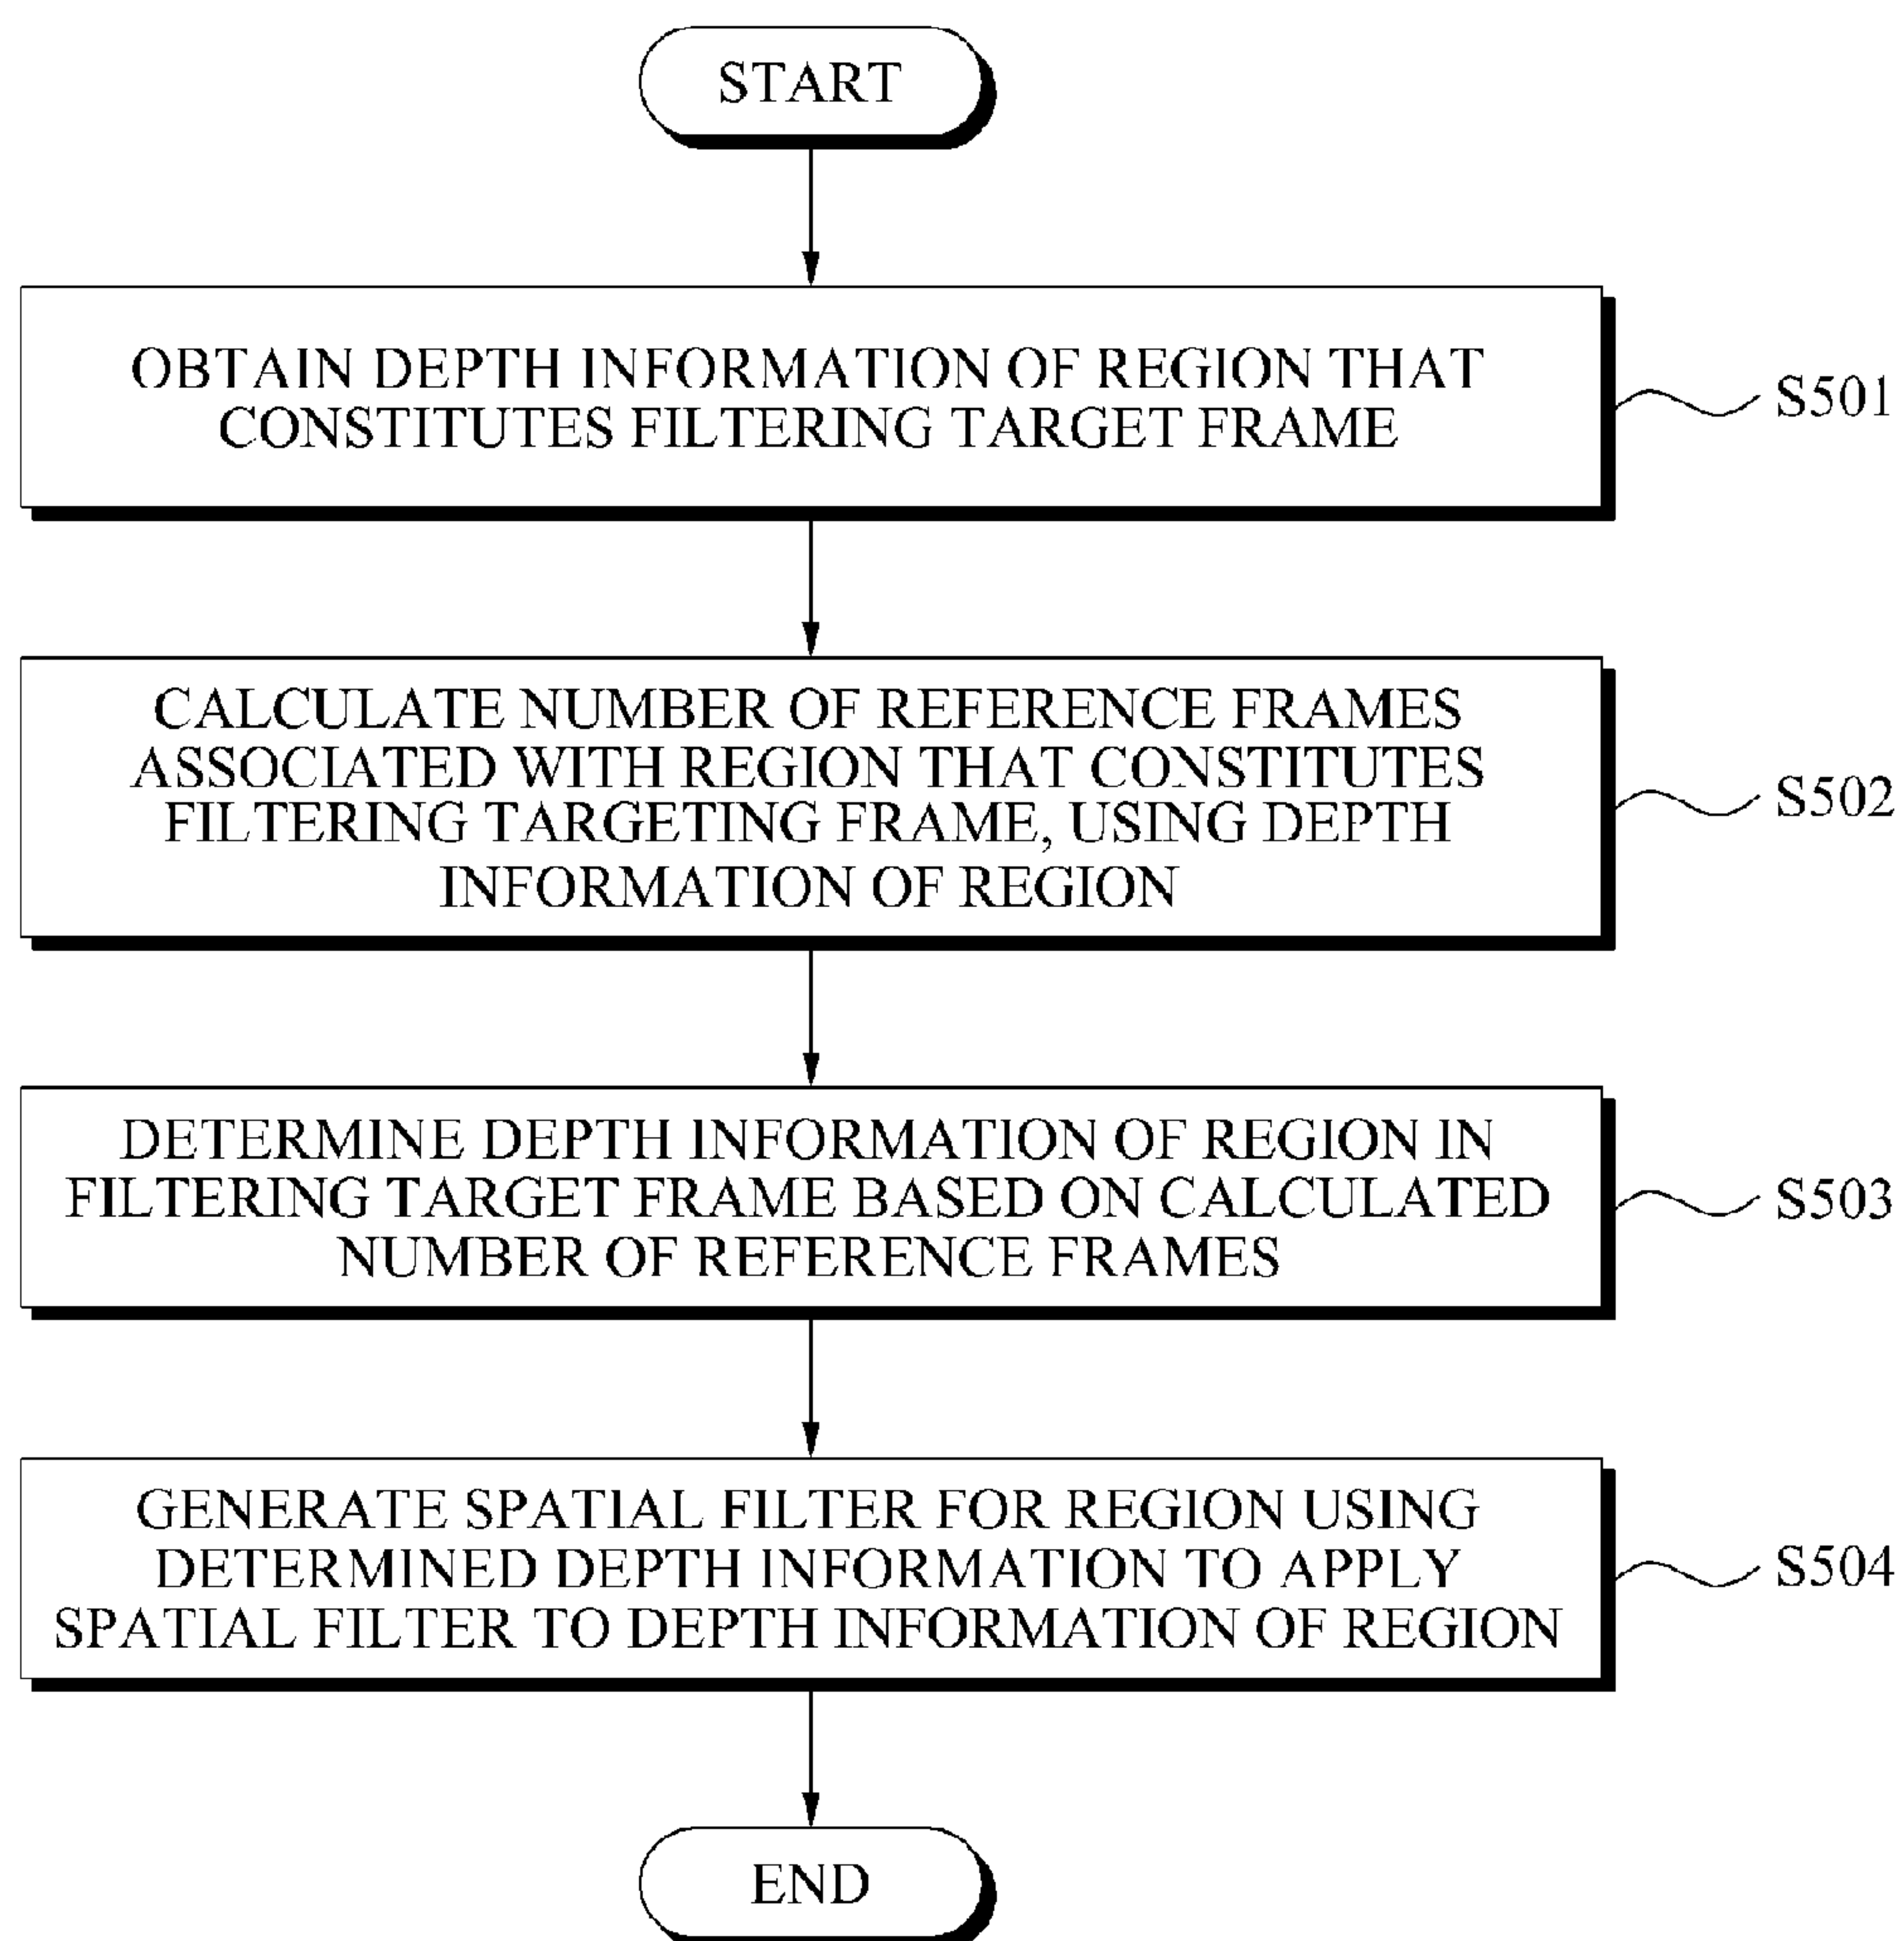 START
OBTAIN DEPTH INFORMATION OF REGION THAT
CONSTITUTES FILTERING TARGET FRAME
S501
CALCULATE NUMBER OF REFERENCE FRAMES
ASSOCIATED WITH REGION THAT CONSTITUTES
FILTERING TARGETING FRAME, USING DEPTH
INFORMATION OF REGION
S502
DETERMINE DEPTH INFORMATION OF REGION IN
FILTERING TARGET FRAME BASED ON CALCULATED
NUMBER OF REFERENCE FRAMES
S503
GENERATE SPATIAL FILTER FOR REGION USING
DETERMINED DEPTH INFORMATION TO APPLY
SPATIAL FILTER TO DEPTH INFORMATION OF REGION
S504
END